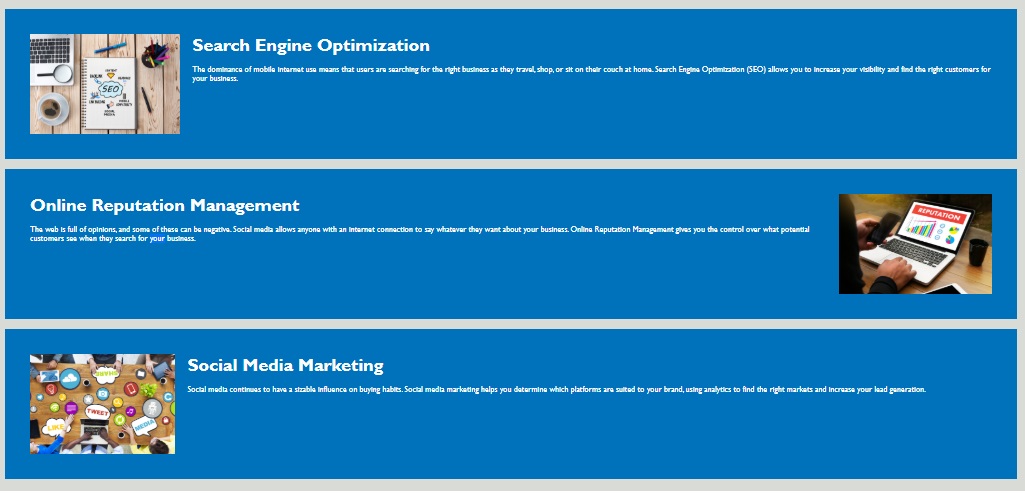 Search Engine Optimization
The dominance of mobile internet use means that users are searching for the right business as they travel, shop, or sit on their couch at home. Search Engine Optimization (SEO) allows you to increase your visibility and find the right customers for
your business.
SEO
Online Reputation Management
The web is full of opinions, and some of these can be negative. Social media allows anyone with an internet connection to say whatever they want about your business. Online Reputation Management gives you the control over what potential
customers see when they search for your business.
REPUTATION
Social Media Marketing
Social media continues to have a sizable influence on buying habits. Social media marketing helps you determine which platforms are suited to your brand, using analytics to find the right markets and increase your lead generation.
SHARE
TWEET
LIKE
MEDIA